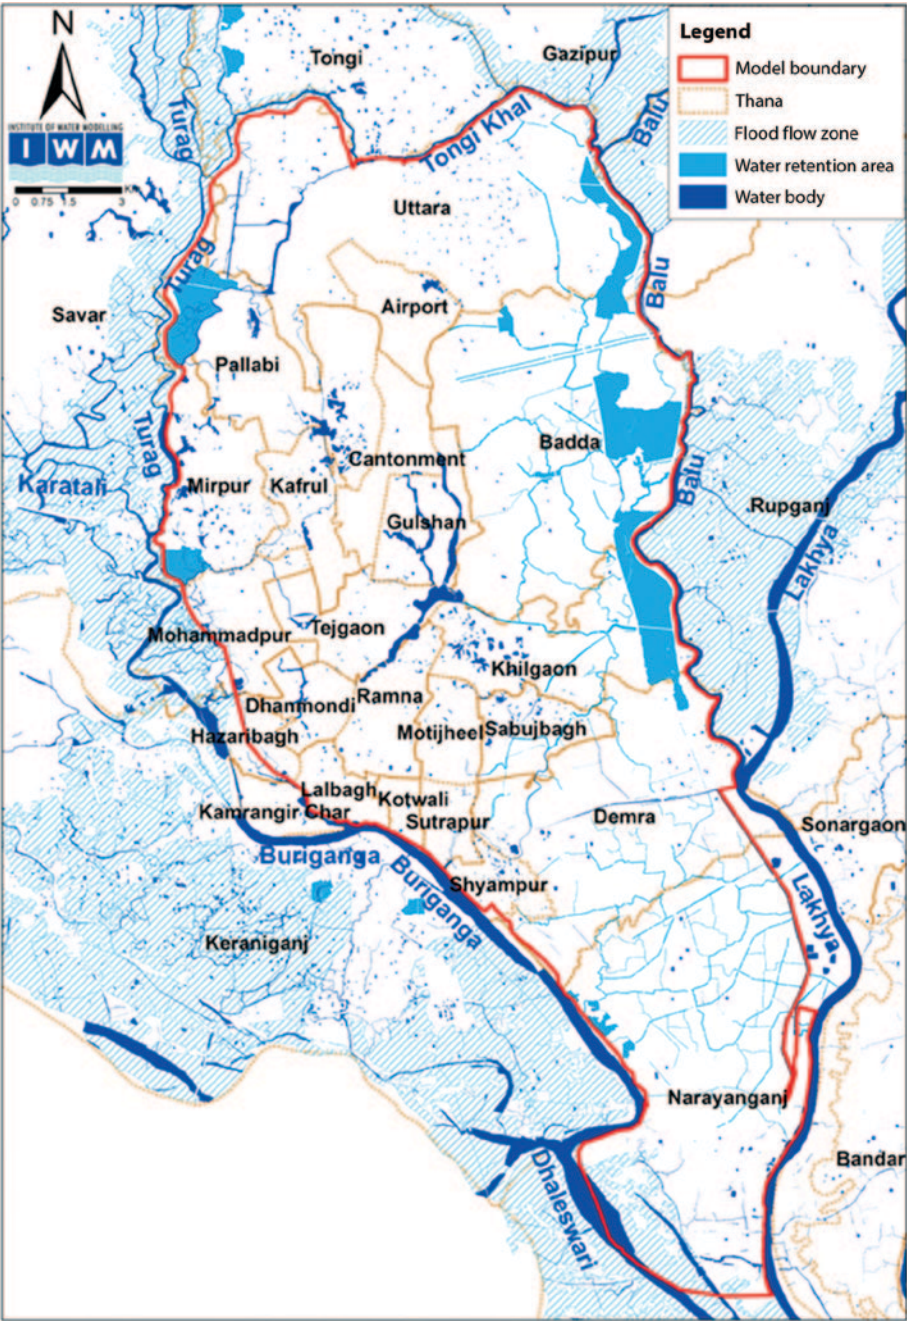 N
INSTITUTE OF WATER MODELLING
IWM
0 0.75 1.5 3
Legend
Model boundary
Thana
Flood flow zone
Water retention area
Water body
Tongi
Gazipur
Turag
Tongi Khal
Balu
Uttara
Turag
Balu
Savar
Airport
Pallabi
Turag
Badda
Cantonment
Karatali
Mirpur
Kafrul
Balu
Rupganj
Gulshan
Lakhya
Mohammadpur
Tejgaon
Khilgaon
Dhanmondi
Ramna
Hazaribagh
Motijheel
Sabujbagh
Lalbagh
Kotwali
Kamrangir Char
Sutrapur
Demra
Sonargaon
Buriganga
Buriganga
Shyampur
Lakhya
Keraniganj
Narayanganj
Dhaleswari
Bandar